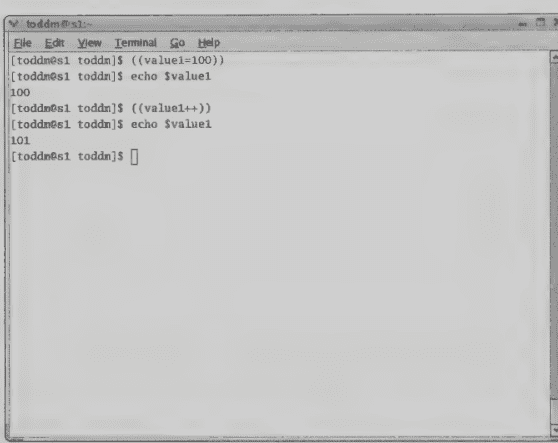 toddm@s1:~
File Edit View Terminal Go Help
[toddm@s1 toddm]$ ((value1=100))
[toddm@s1 toddm]$ echo $value1
100
[toddm@s1 toddm]$ ((value1++))
[toddm@s1 toddm]$ echo $value1
101
[toddm@s1 toddm]$